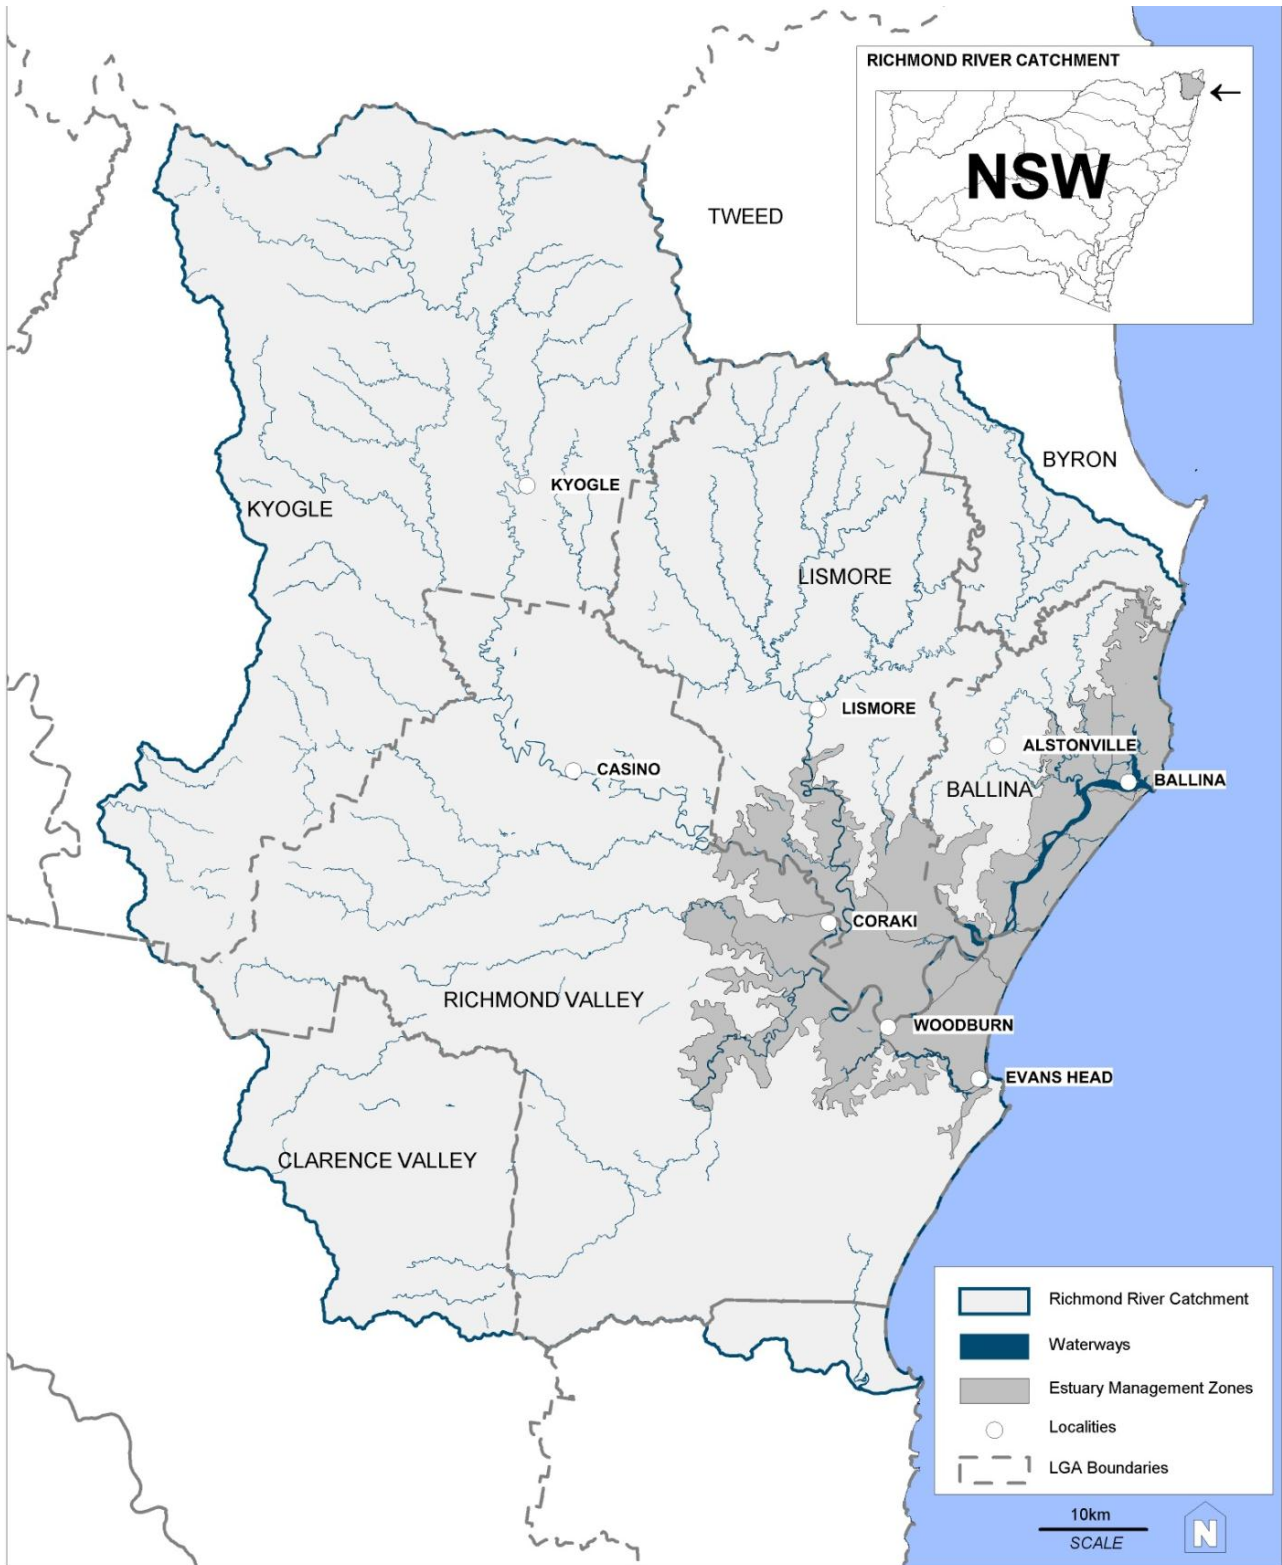 RICHMOND RIVER CATCHMENT
NSW
TWEED
BYRON
KYOGLE
KYOGLE
LISMORE
LISMORE
ALSTONVILLE
CASINO
BALLINA
BALLINA
CORAKI
RICHMOND VALLEY
WOODBURN
EVANS HEAD
CLARENCE VALLEY
Richmond River Catchment
Waterways
Estuary Management Zones
Localities
LGA Boundaries
10km
SCALE
N